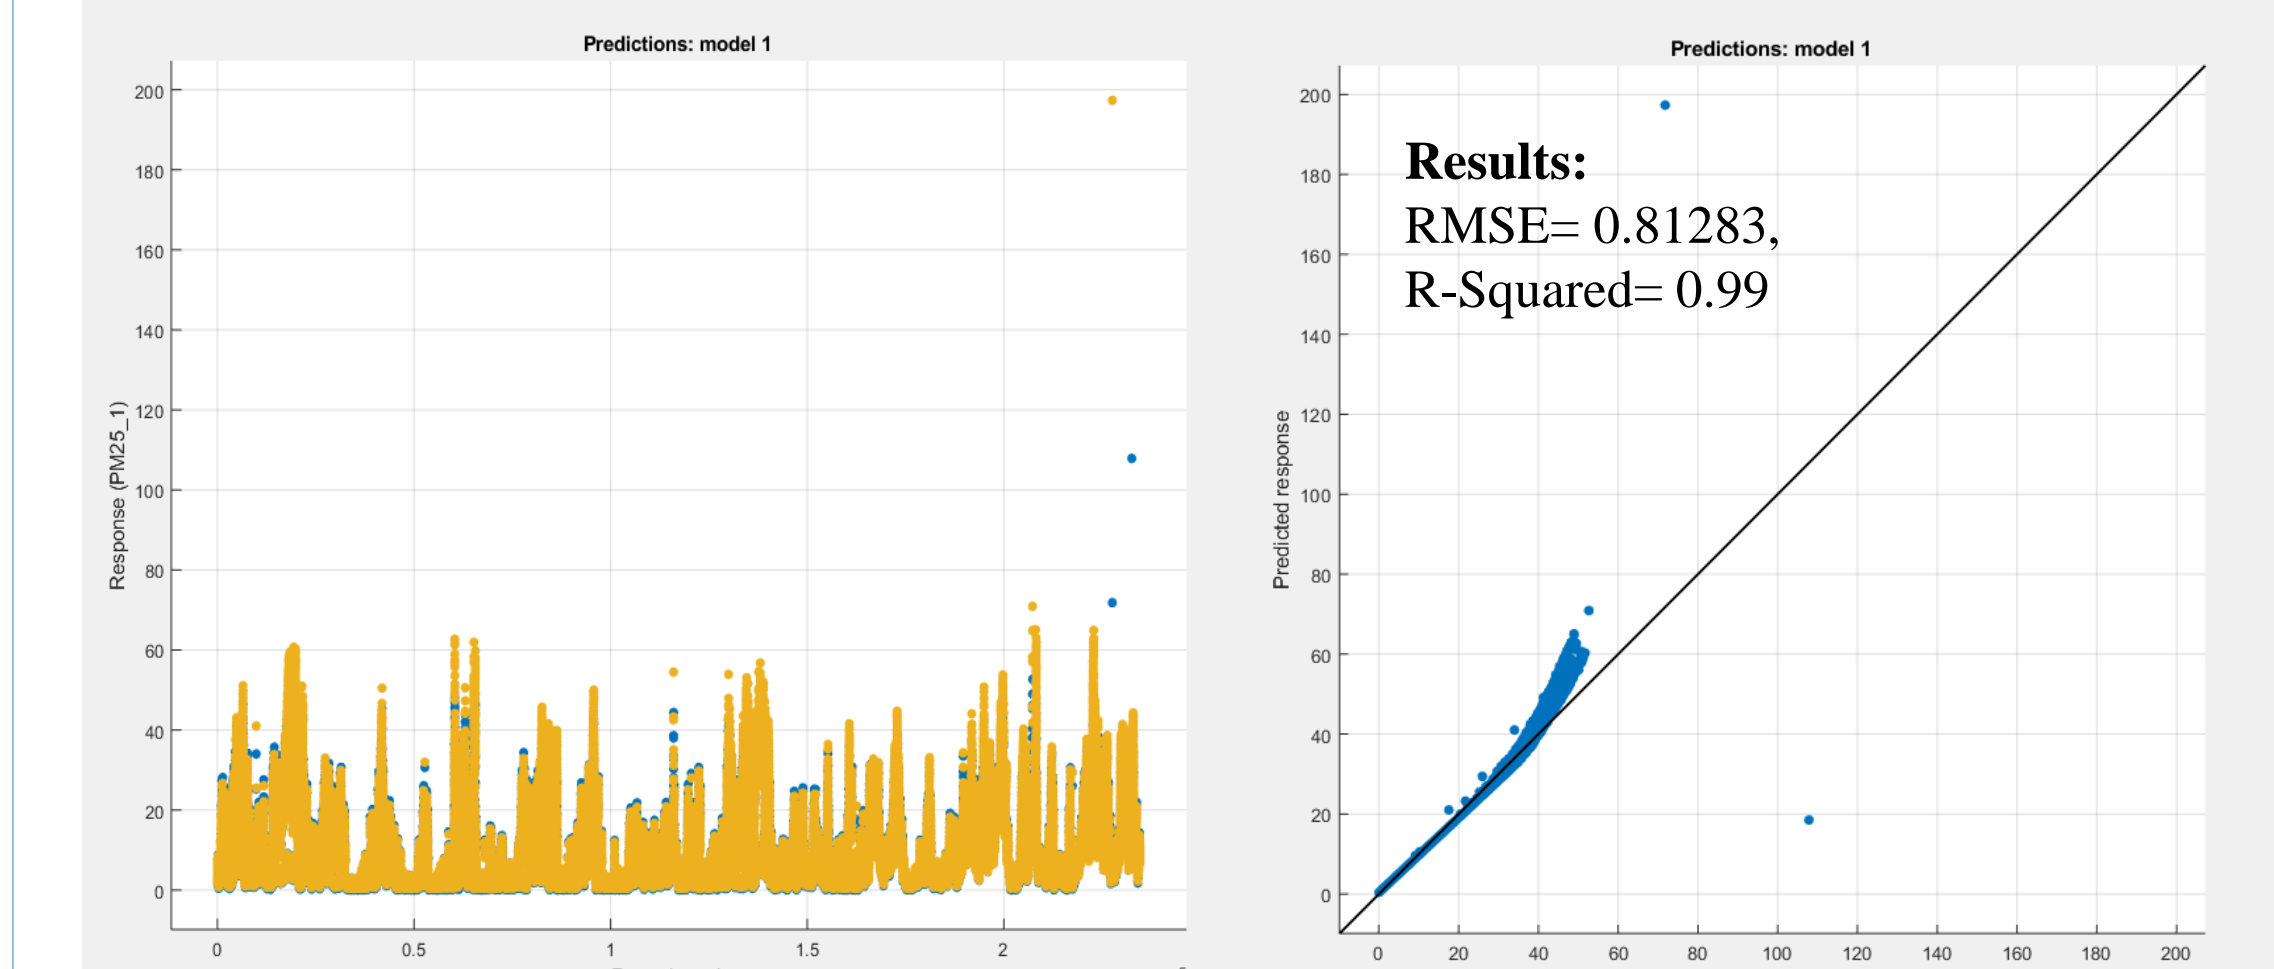 Predictions: model 1
200
180
160
140
120
100
80
60
40
20
0
Response (PM25_1)
0 0.5 1 1.5 2
Predictions: model 1
200
180
160
140
120
100
80
60
40
20
0
Predicted response
Results:
RMSE= 0.81283,
R-Squared= 0.99
0 20 40 60 80 100 120 140 160 180 200